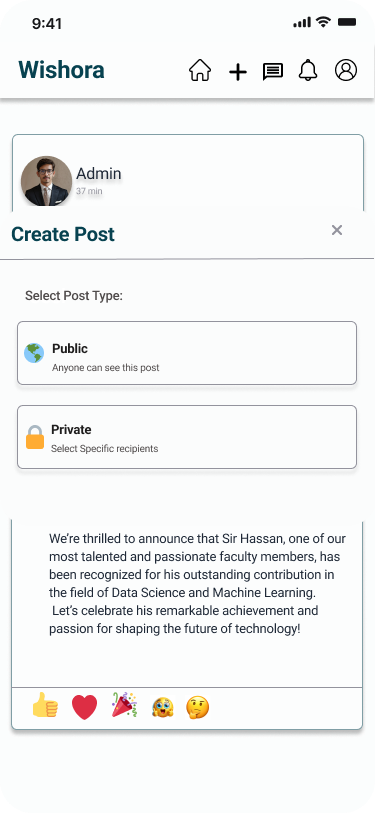 9:41
Wishora
Admin
37 min
Create Post
Select Post Type:
Public
Anyone can see this post
Private
Select Specific recipients
We’re thrilled to announce that Sir Hassan, one of our
most talented and passionate faculty members, has
been recognized for his outstanding contribution in
the field of Data Science and Machine Learning.
Let’s celebrate his remarkable achievement and
passion for shaping the future of technology!